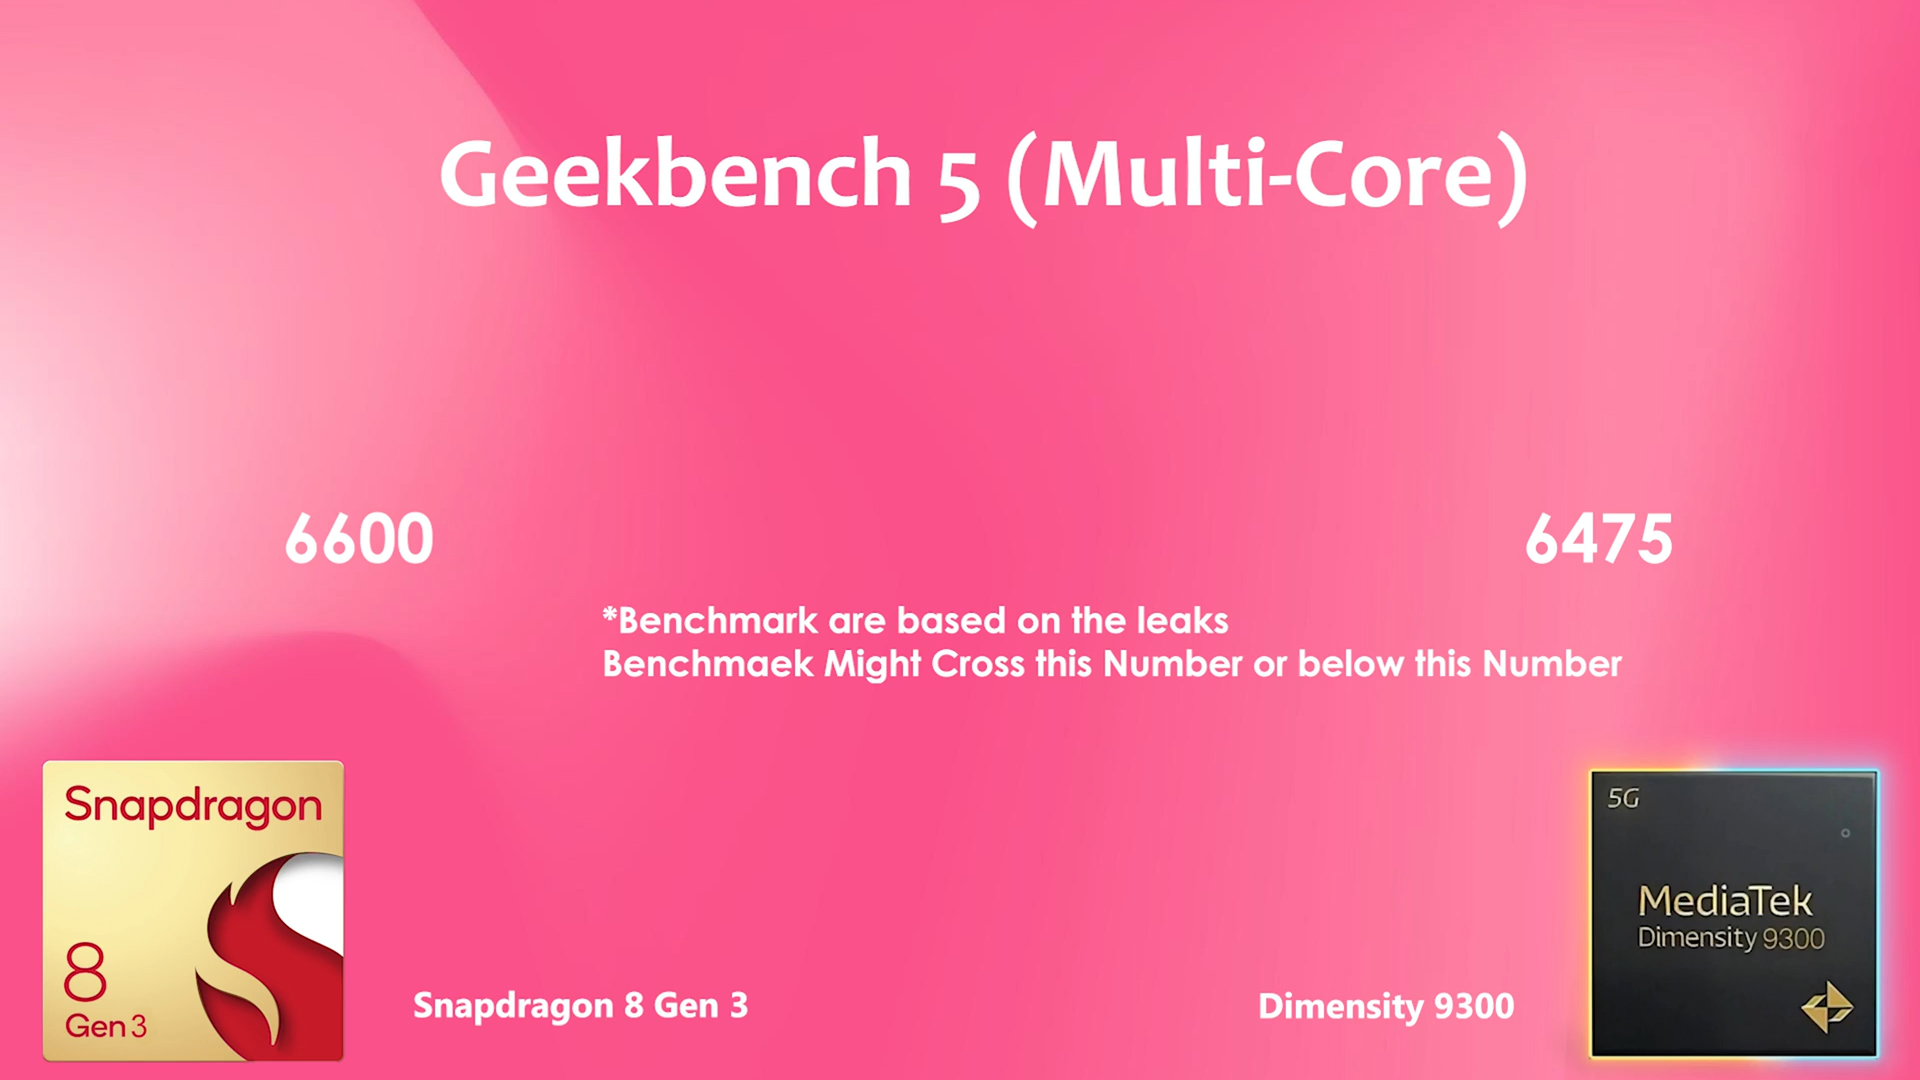 Geekbench 5 (Multi-Core)
6600
6475
*Benchmark are based on the leaks
Benchmaek Might Cross this Number or below this Number
Snapdragon
8
Gen 3
Snapdragon 8 Gen 3
Dimensity 9300
5G
MediaTek
Dimensity 9300